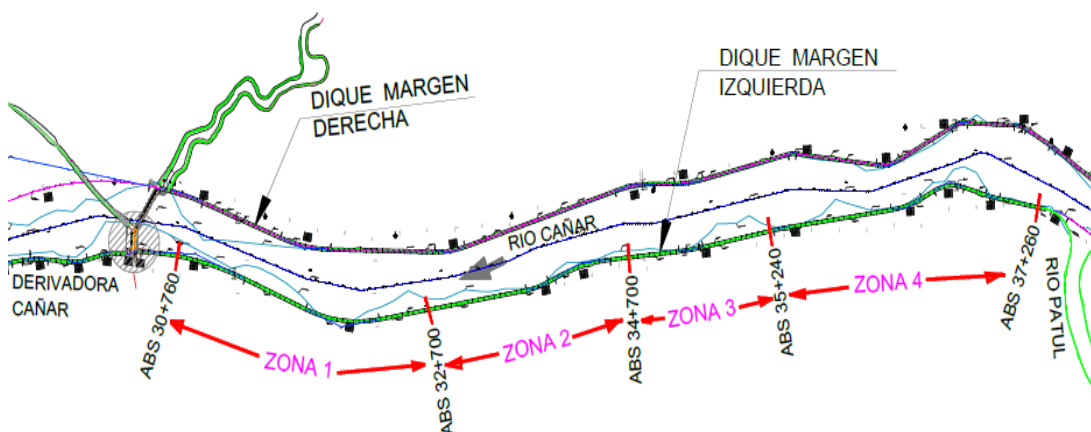 DIQUE MARGEN
DERECHA
DIQUE MARGEN
IZQUIERDA
RIO CAÑAR
DERIVADORA
CAÑAR
ABS 30+760
ZONA 1
ABS 32+700
ZONA 2
ABS 34+700
ZONA 3
ABS 35+240
ZONA 4
ABS 37+260
RIO PATUL